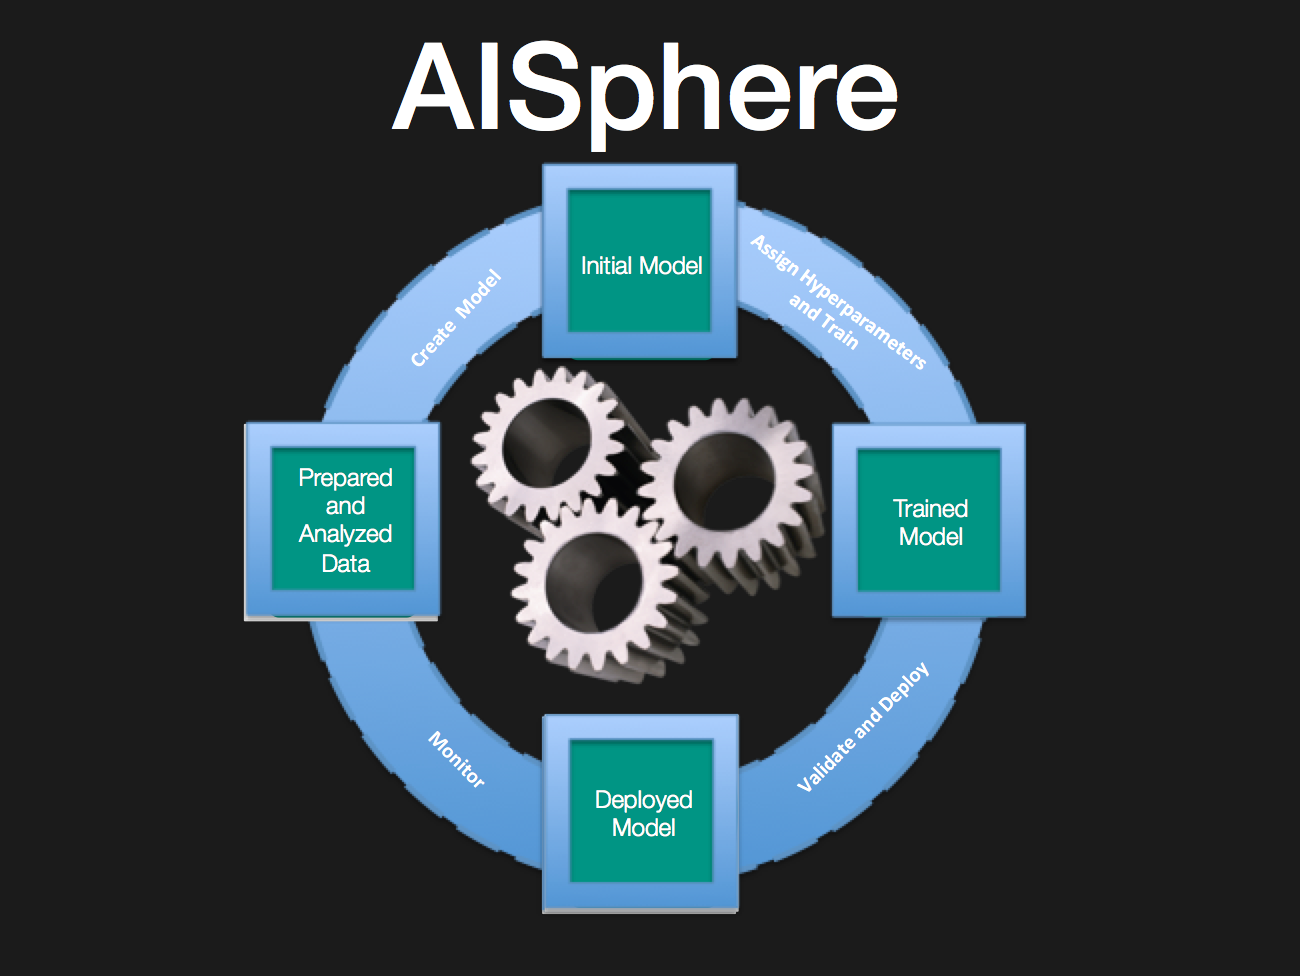 AISphere
Initial Model
Create Model
Assign Hyperparameters
and Train
Prepared
and
Analyzed
Data
Trained
Model
Monitor
Validate and Deploy
Deployed
Model